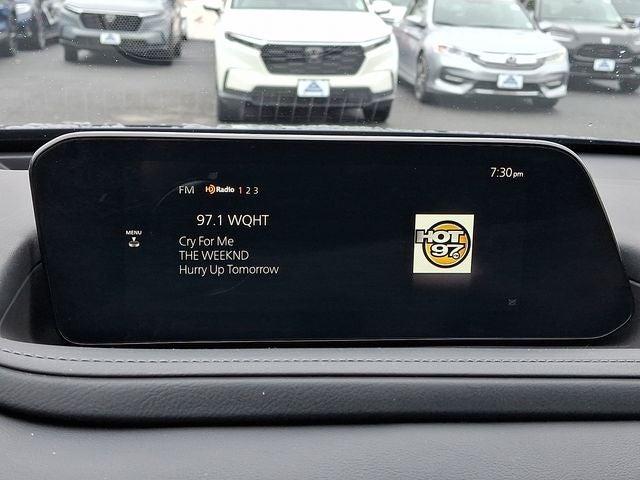 7:30pm
FM HD Radio 1 2 3
97.1 WQHT
MENU
Cry For Me
THE WEEKND
Hurry Up Tomorrow
HOT
97